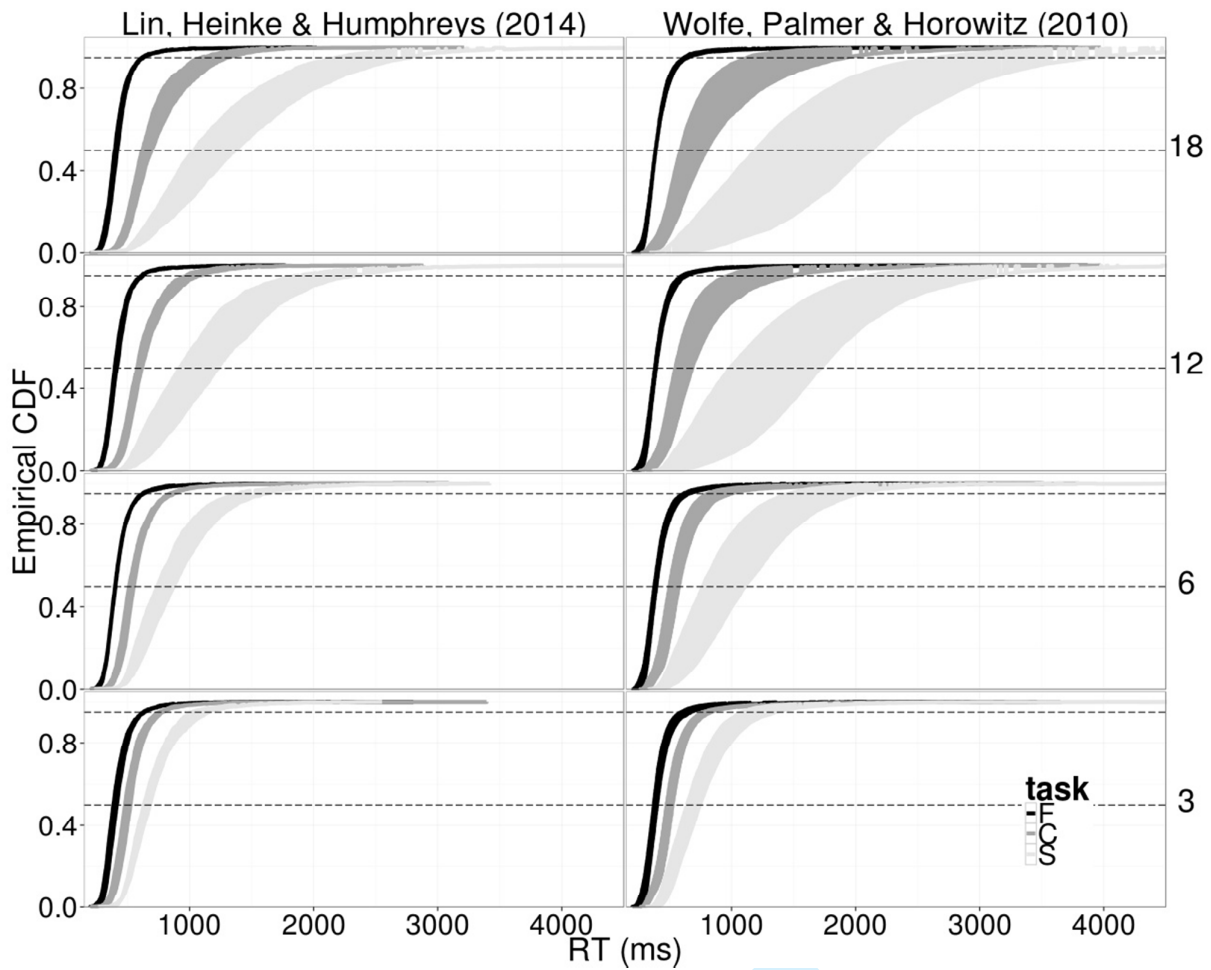 Lin, Heinke & Humphreys (2014)
Wolfe, Palmer & Horowitz (2010)
Empirical CDF
0.8
0.4
0.0
18
0.8
0.4
0.0
12
0.8
0.4
0.0
6
0.8
0.4
0.0
3
task
F
C
S
1000 2000 3000 4000
1000 2000 3000 4000
RT (ms)